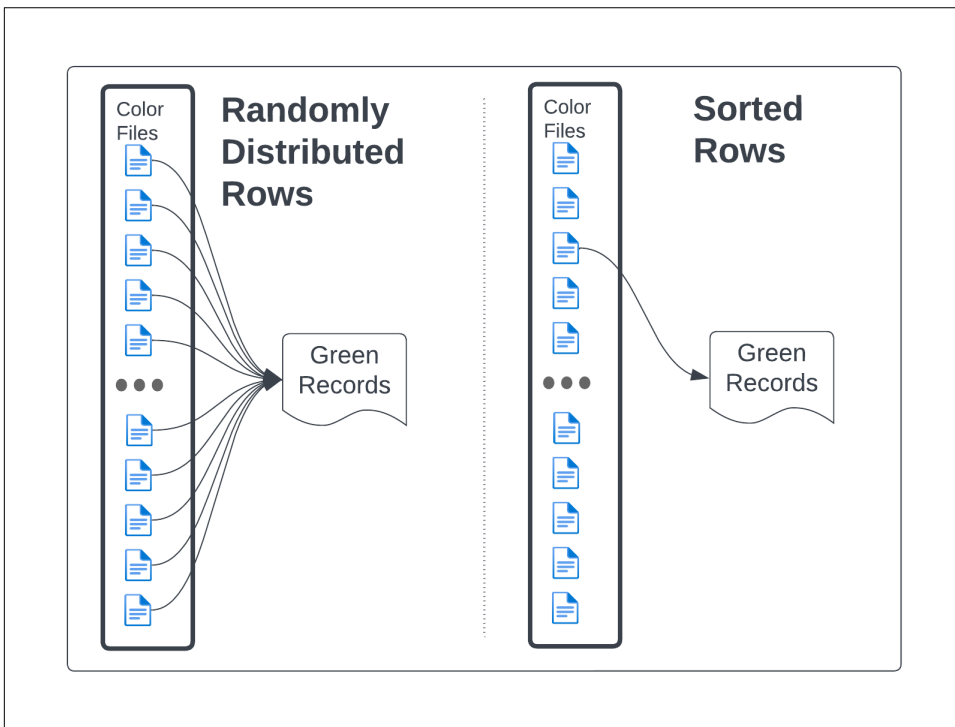 Color
Files
Randomly
Distributed
Rows
Green
Records
Color
Files
Sorted
Rows
Green
Records